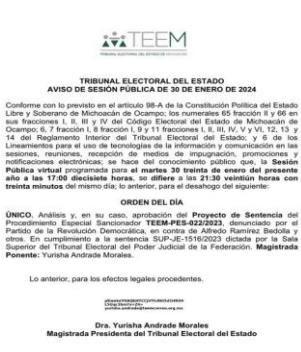 TEEM
TRIBUNAL ELECTORAL DEL ESTADO
TRIBUNAL ELECTORAL DEL ESTADO
AVISO DE SESIÓN PÚBLICA DE 30 DE ENERO DE 2024
Conforme con lo previsto en el artículo 98-A de la Constitución Política del Estado
Libre y Soberano de Michoacán de Ocampo; los numerales 65 fracción II y 66 en
sus fracciones I, II, III y IV del Código Electoral del Estado de Michoacán de
Ocampo; 6, 7 fracción I, 8 fracción I, 9 y 11 fracciones I, II, III, IV, V y VI, 12, 13 y
14 del Reglamento Interior del Tribunal Electoral del Estado; y 6 de los
Lineamientos para el uso de tecnologías de la información y comunicación en las
sesiones, reuniones, recepción de medios de impugnación, promociones y
notificaciones electrónicas; se hace del conocimiento público que, la Sesión
Pública virtual programada para el martes 30 treinta de enero del presente
año a las 17:00 diecisiete horas, se difiere a las 21:30 veintiún horas con
treinta minutos del mismo día; lo anterior, para el desahogo del siguiente:
ORDEN DEL DÍA
ÚNICO. Análisis y, en su caso, aprobación del Proyecto de Sentencia del
Procedimiento Especial Sancionador TEEM-PES-022/2023, denunciado por el
Partido de la Revolución Democrática, en contra de Alfredo Ramírez Bedolla y
otros. En cumplimiento a la sentencia SUP-JE-1516/2023 dictada por la Sala
Superior del Tribunal Electoral del Poder Judicial de la Federación. Magistrada
Ponente: Yurisha Andrade Morales.
Lo anterior, para los efectos legales procedentes.
Dra. Yurisha Andrade Morales
Magistrada Presidenta del Tribunal Electoral del Estado